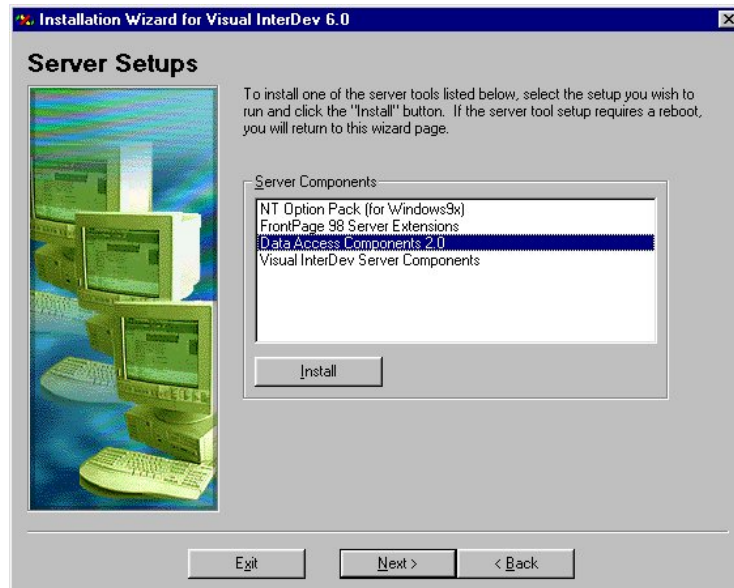 Installation Wizard for Visual InterDev 6.0
Server Setups
To install one of the server tools listed below, select the setup you wish to
run and click the "Install" button. If the server tool setup requires a reboot,
you will return to this wizard page.
Server Components
NT Option Pack (for Windows9x)
FrontPage 98 Server Extensions
Data Access Components 2.0
Visual InterDev Server Components
Install
Exit
Next >
< Back